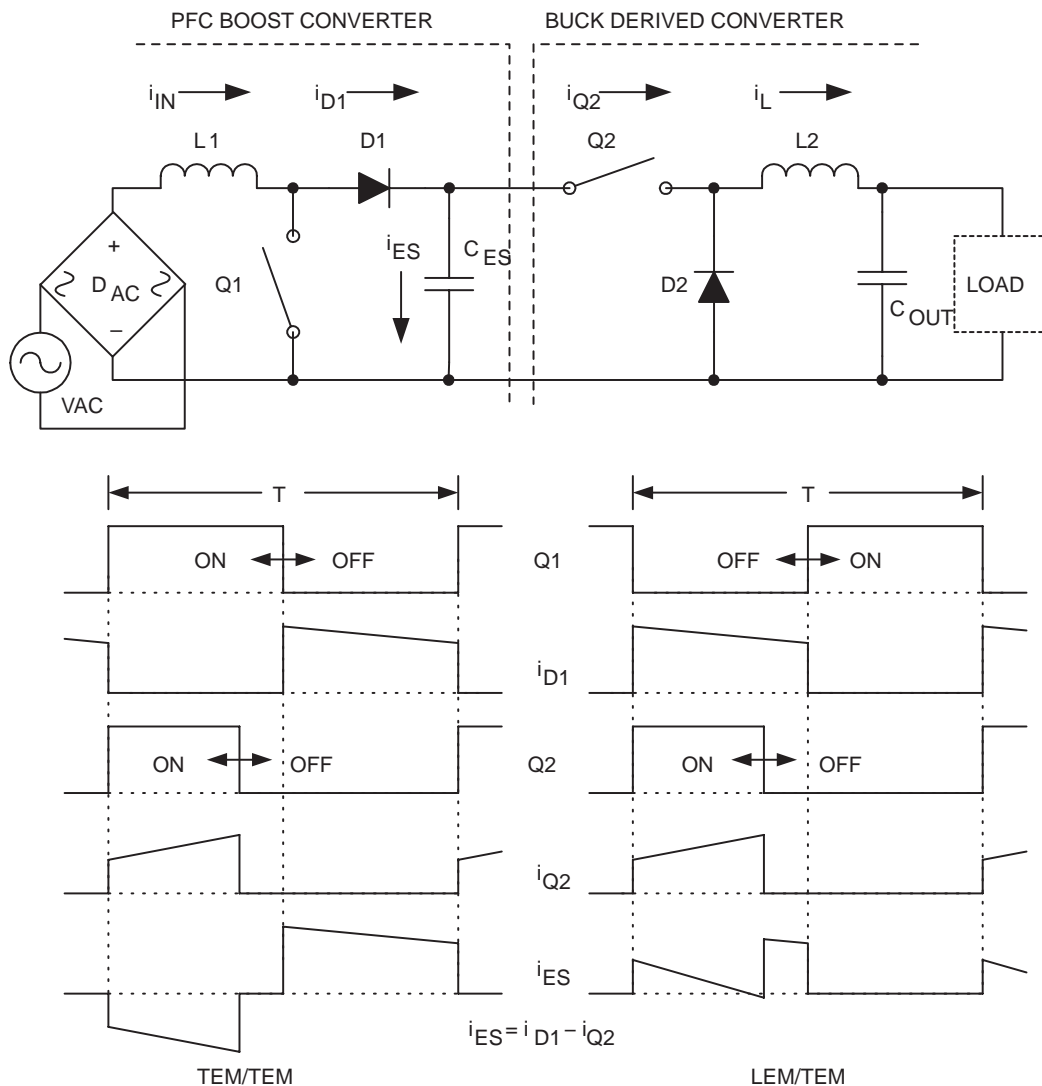 PFC BOOST CONVERTER
BUCK DERIVED CONVERTER
iIN
iD1
iQ2
iL
L1
D1
Q2
L2
+
DAC
−
Q1
iES
CES
D2
COUT
LOAD
VAC
T
T
ON
OFF
Q1
OFF
ON
iD1
ON
OFF
Q2
ON
OFF
iQ2
iES
iES = iD1 − iQ2
TEM/TEM
LEM/TEM